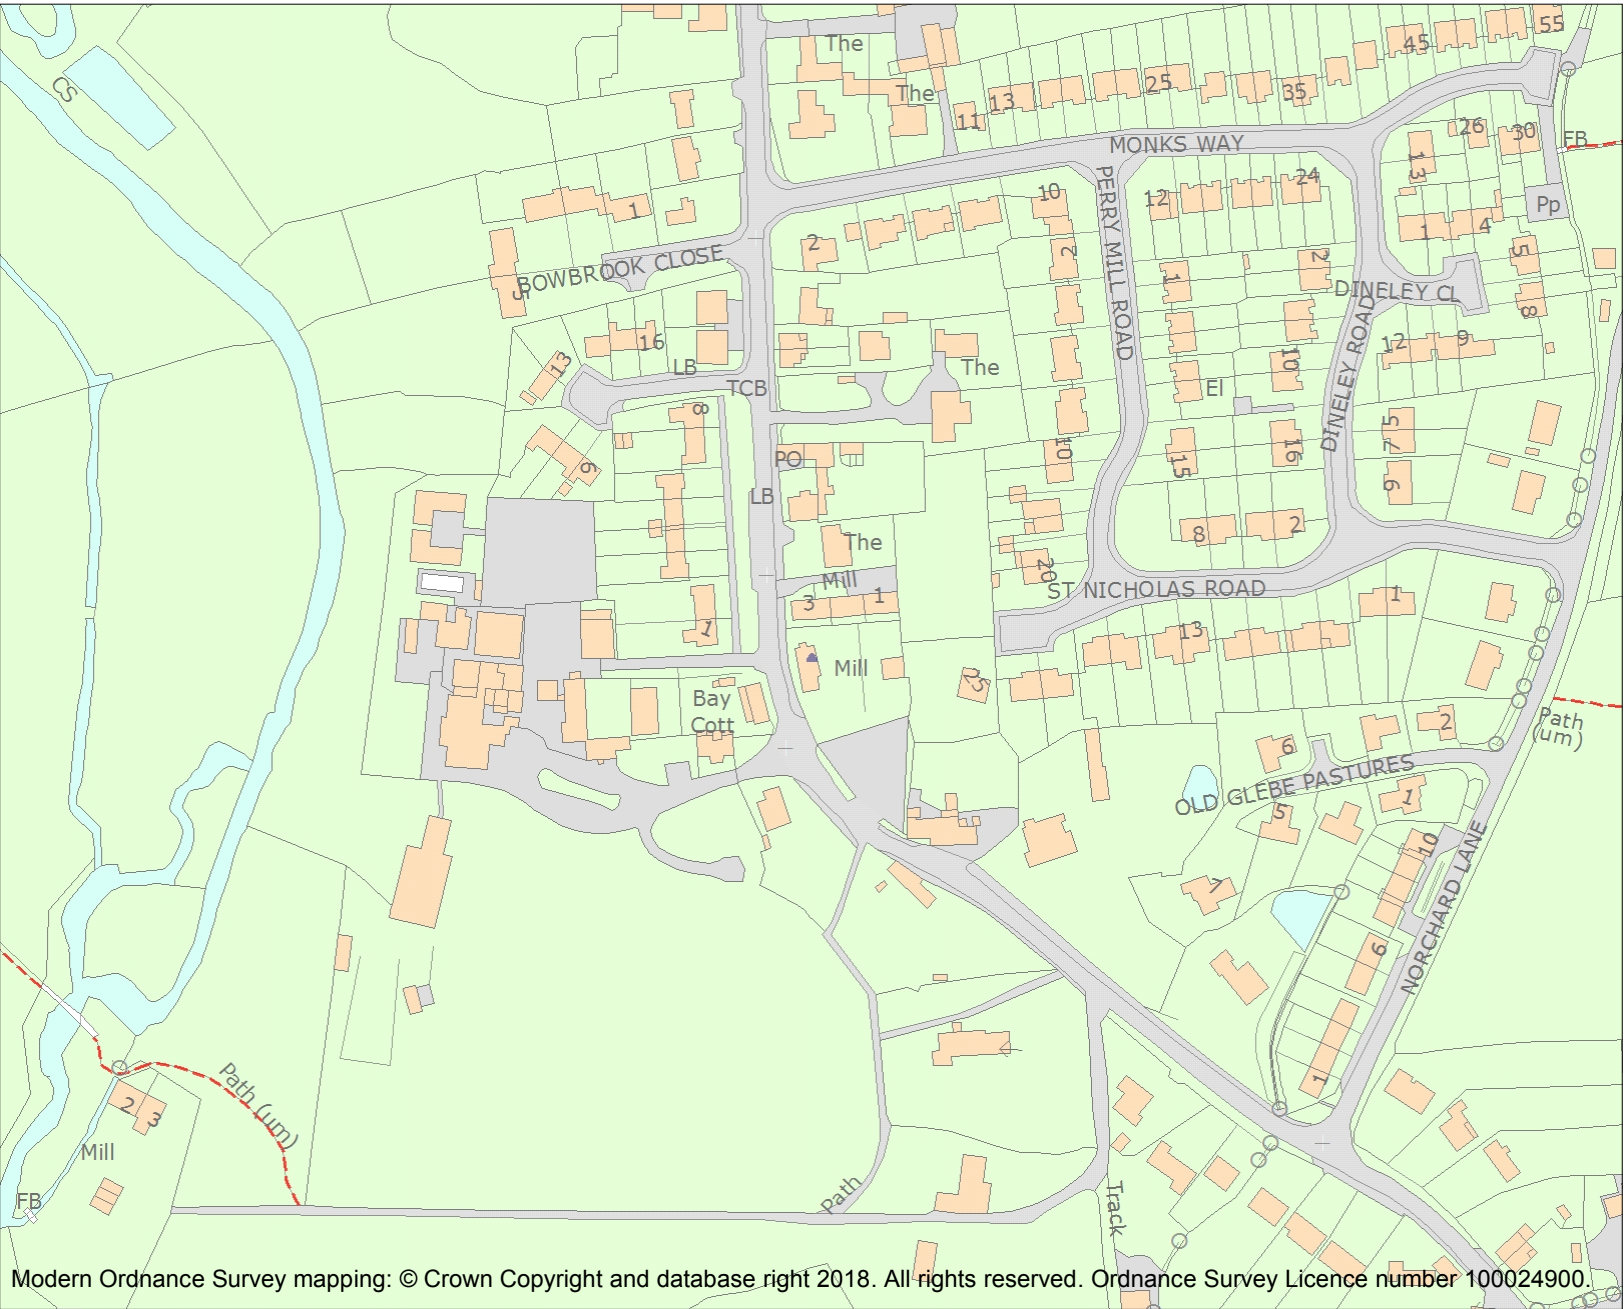 CS
The
The
55
45
25
35
13
11
MONKS WAY
26
30
FB
13
PERRY MILL ROAD
10
12
24
Pp
1
2
1
4
5
BOWBROOK CLOSE
5
2
1
2
DINELEY CL
8
16
13
LB
TCB
The
12
9
El
10
DINELEY ROAD
8
6
PO
LB
10
15
16
5
7
6
The
Mill
3
1
20
8
2
ST NICHOLAS ROAD
1
1
13
Mill
25
Bay
Cott
Path
(um)
2
6
OLD GLEBE PASTURES
5
1
7
10
NORCHARD LANE
6
1
Path (um)
2
3
Mill
FB
Path
Track
Modern Ordnance Survey mapping: © Crown Copyright and database right 2018. All rights reserved. Ordnance Survey Licence number 100024900.